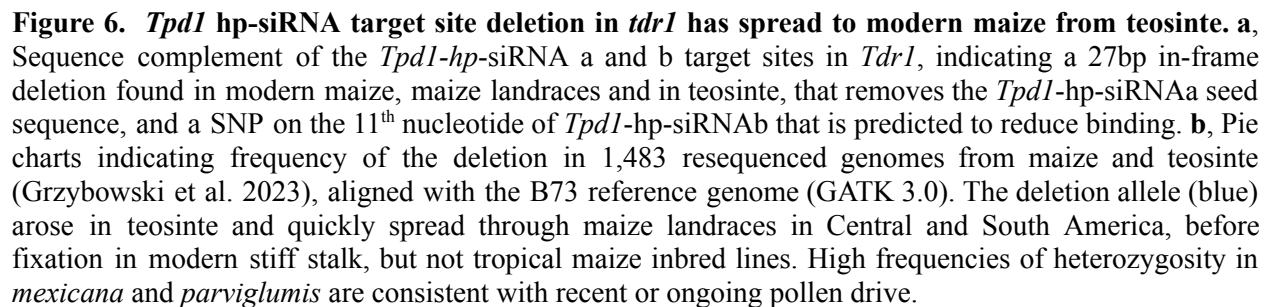 Figure 6. Tpd1 hp-siRNA target site deletion in tdr1 has spread to modern maize from teosinte. a,
Sequence complement of the Tpd1-hp-siRNA a and b target sites in Tdr1, indicating a 27bp in-frame
deletion found in modern maize, maize landraces and in teosinte, that removes the Tpd1-hp-siRNAa seed
sequence, and a SNP on the 11th nucleotide of Tpd1-hp-siRNAb that is predicted to reduce binding. b, Pie
charts indicating frequency of the deletion in 1,483 resequenced genomes from maize and teosinte
(Grzybowski et al. 2023), aligned with the B73 reference genome (GATK 3.0). The deletion allele (blue)
arose in teosinte and quickly spread through maize landraces in Central and South America, before
fixation in modern stiff stalk, but not tropical maize inbred lines. High frequencies of heterozygosity in
mexicana and parviglumis are consistent with recent or ongoing pollen drive.